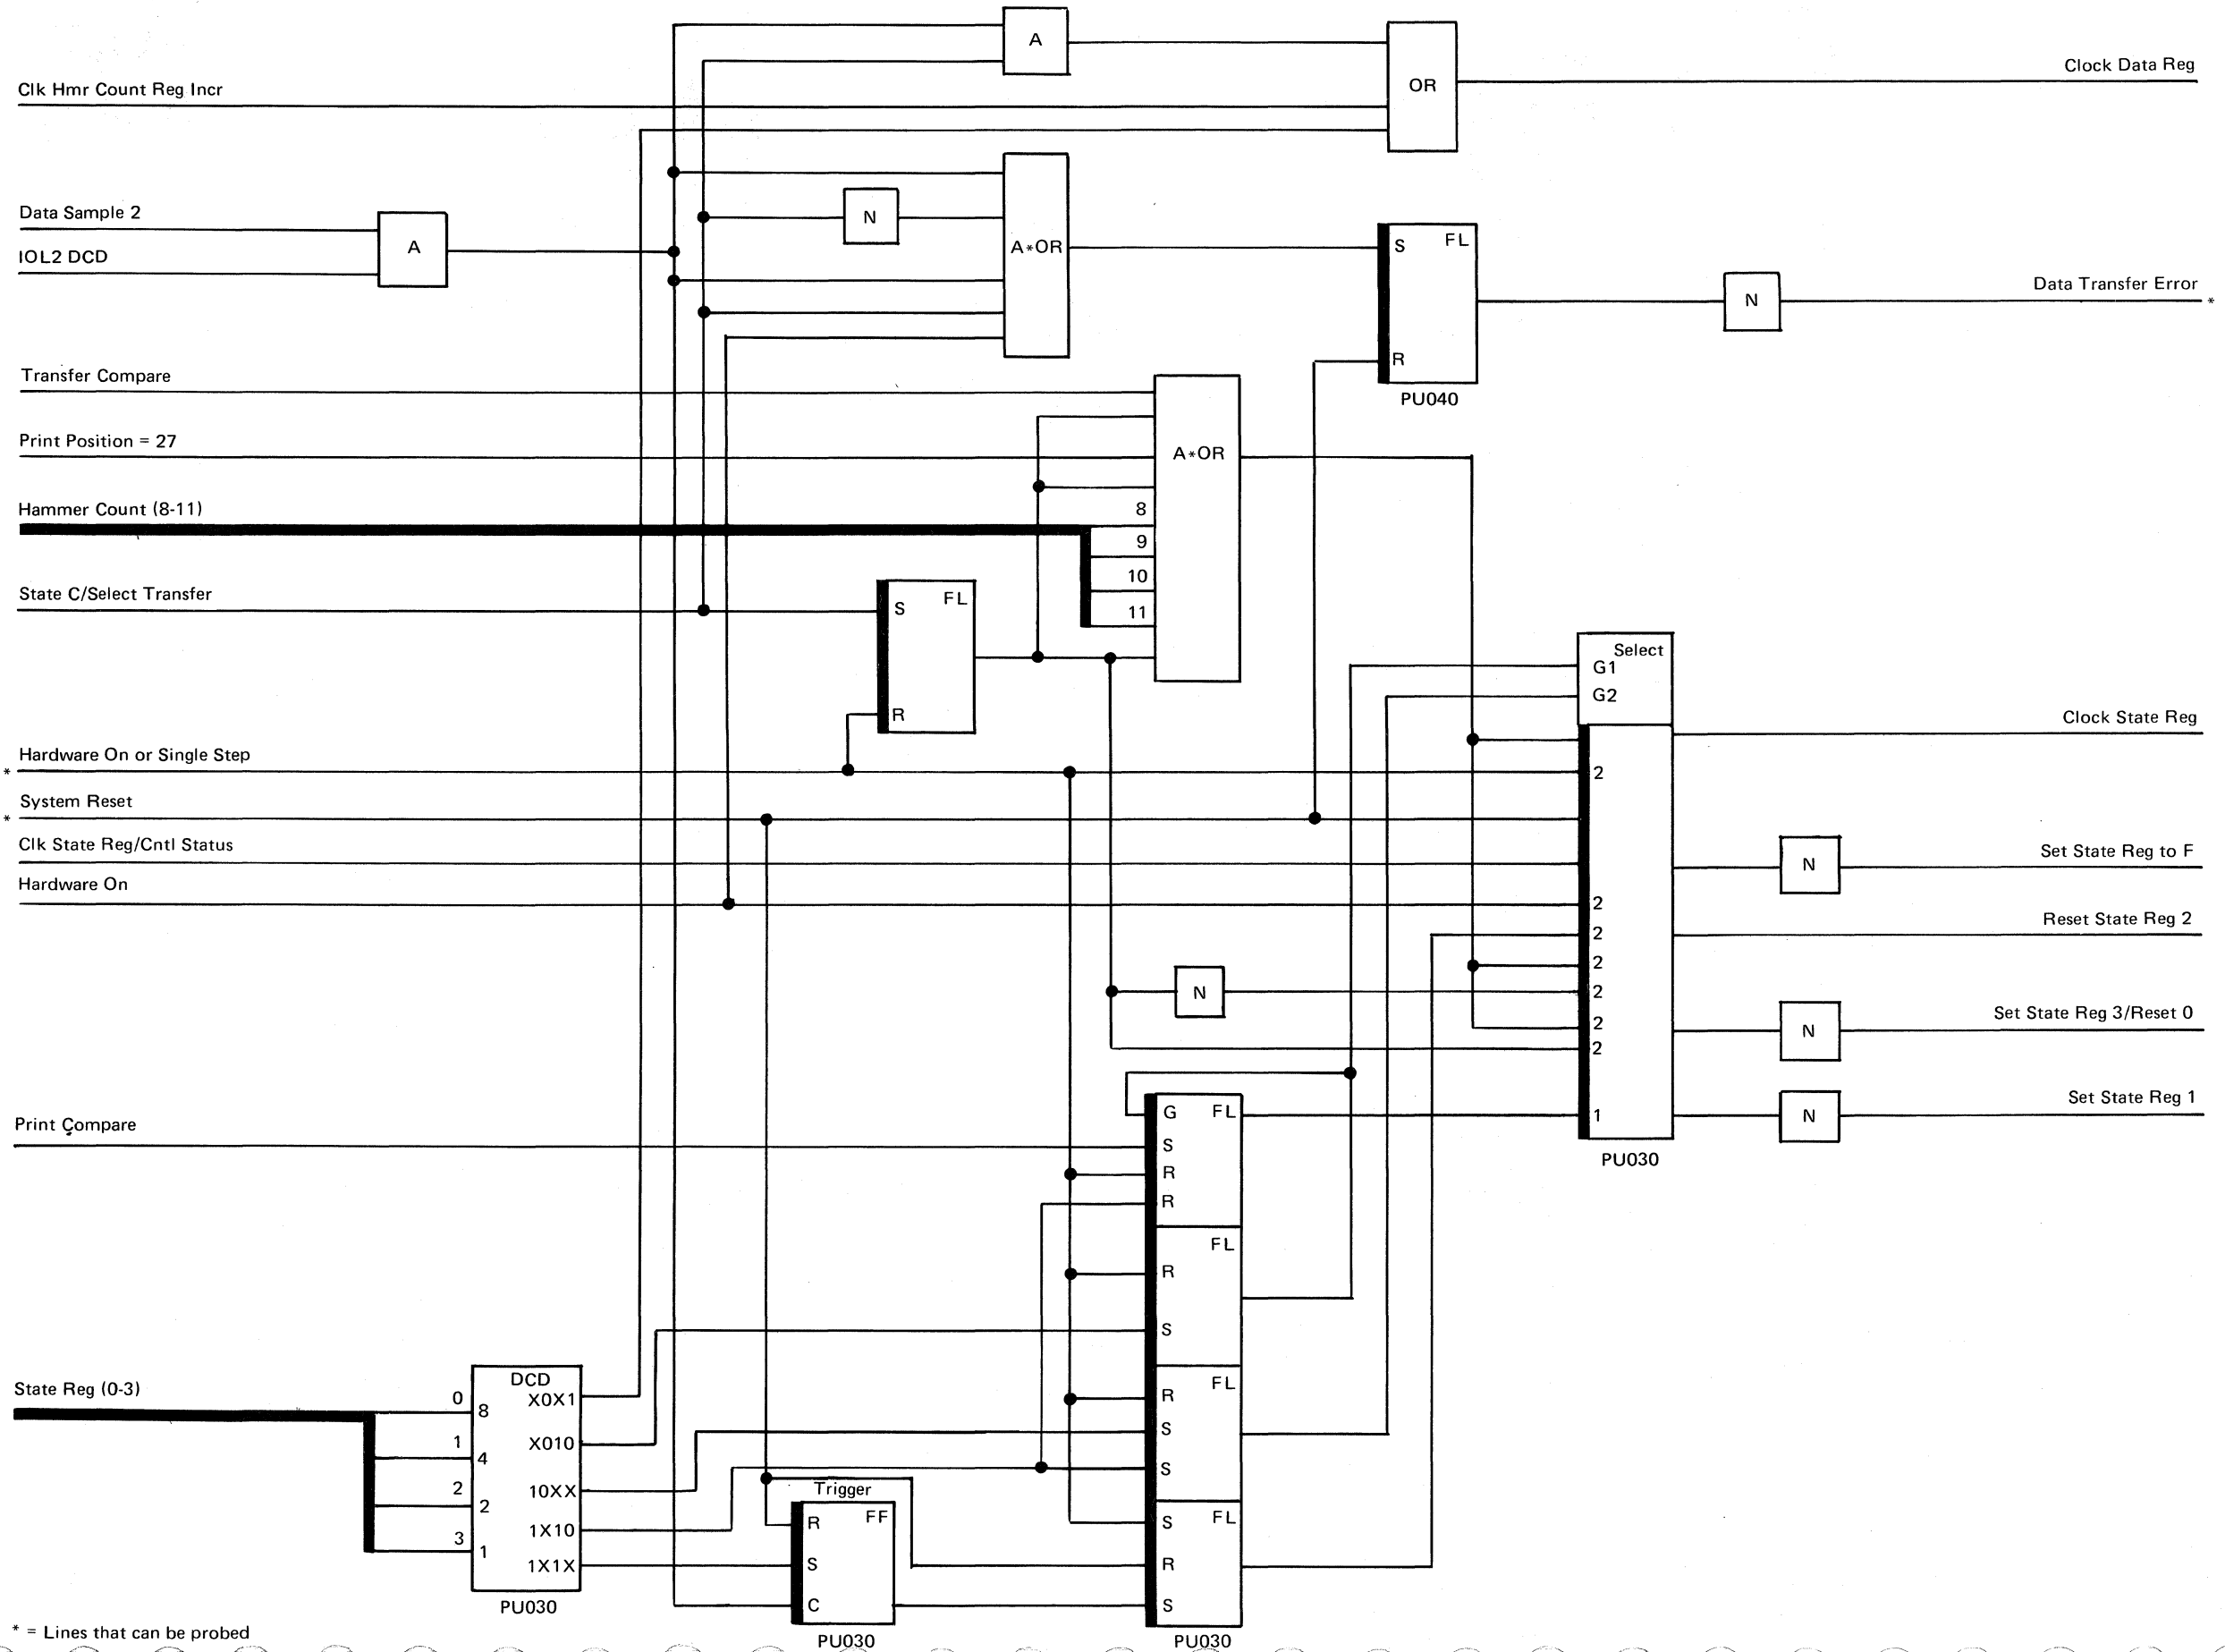 A
OR
Clock Data Reg
Clk Hmr Count Reg Incr
Data Sample 2
IOL2 DCD
A
N
A*OR
S FL
R
PU040
N
Data Transfer Error *
Transfer Compare
Print Position = 27
A*OR
Hammer Count (8-11)
8
9
10
11
State C/Select Transfer
S FL
R
Select
G1
G2
Clock State Reg
* Hardware On or Single Step
2
* System Reset
Clk State Reg/Cntl Status
N
Set State Reg to F
Hardware On
2
2
Reset State Reg 2
2
N
2
2
N
Set State Reg 3/Reset 0
2
1
N
Set State Reg 1
PU030
Print Compare
G FL
S
R
R
FL
R
S
FL
R
S
S
FL
S
R
S
PU030
State Reg (0-3)
DCD
0 8 X0X1
1 4 X010
2 2 10XX
3 1 1X10
1X1X
PU030
Trigger
R FF
S
C
PU030
* = Lines that can be probed